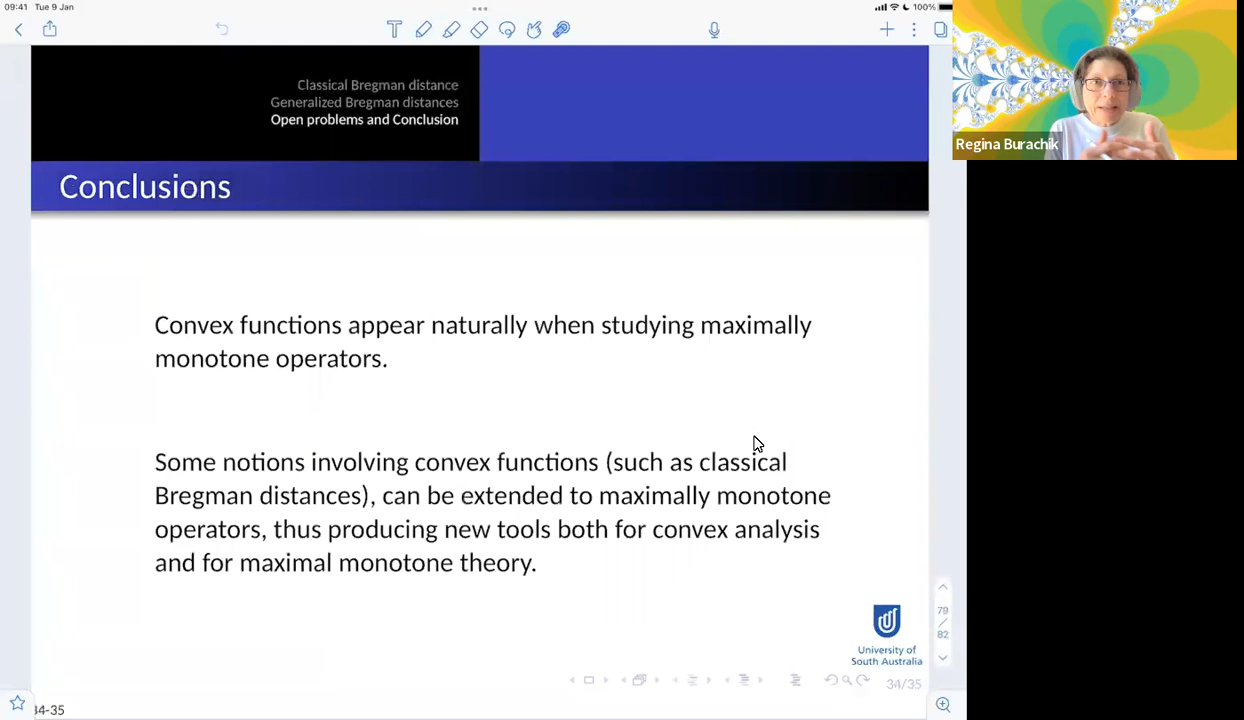 09:41 Tue 9 Jan
100%
Classical Bregman distance
Generalized Bregman distances
Open problems and Conclusion
Regina Burachik
Conclusions
Convex functions appear naturally when studying maximally
monotone operators.
Some notions involving convex functions (such as classical
Bregman distances), can be extended to maximally monotone
operators, thus producing new tools both for convex analysis
and for maximal monotone theory.
79
/
82
University of
South Australia
34/35
34-35